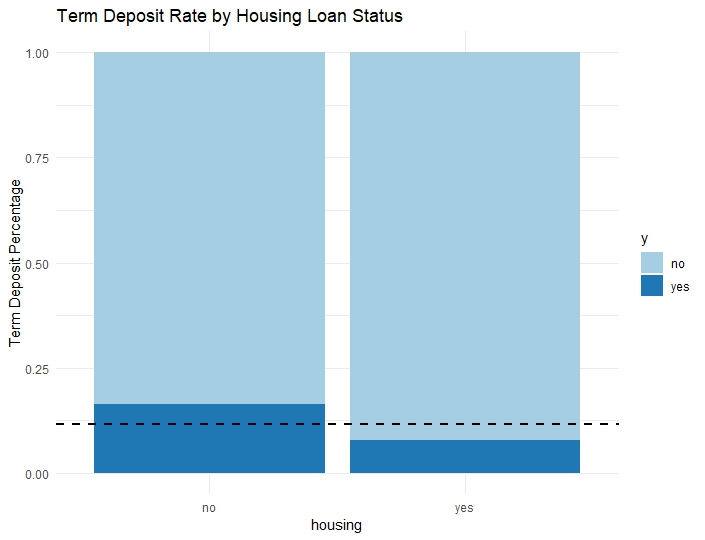 Term Deposit Rate by Housing Loan Status
Term Deposit Percentage
1.00
0.75
0.50
0.25
0.00
no
yes
housing
y
no
yes